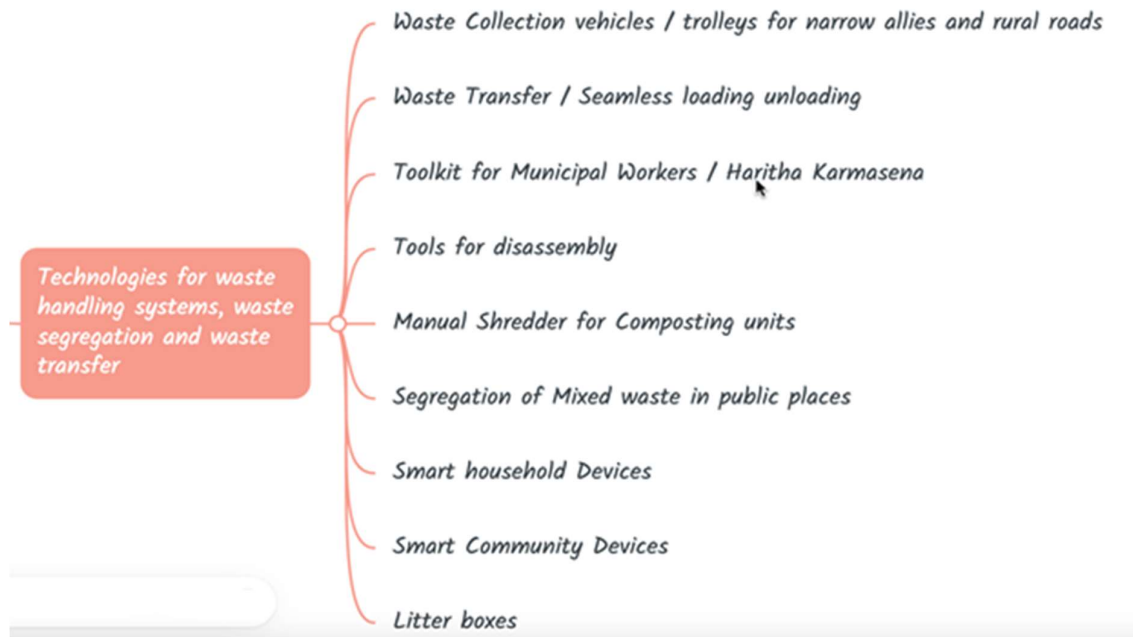 Waste Collection vehicles / trolleys for narrow allies and rural roads
Waste Transfer / Seamless loading unloading
Toolkit for Municipal Workers / Haritha Karmasena
Tools for disassembly
Technologies for waste
handling systems, waste
segregation and waste
transfer
Manual Shredder for Composting units
Segregation of Mixed waste in public places
Smart household Devices
Smart Community Devices
Litter boxes